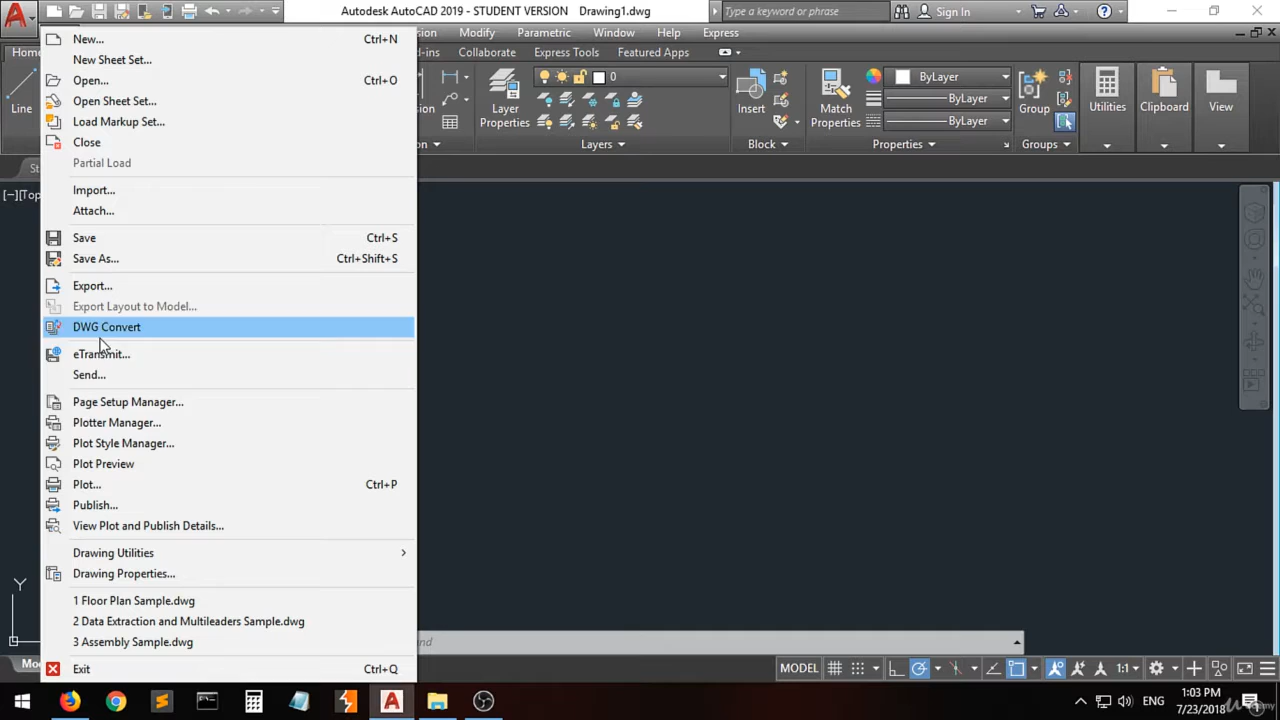 Autodesk AutoCAD 2019 - STUDENT VERSION Drawing1.dwg
Type a keyword or phrase
Sign In
Modify Parametric Window Help Express
Collaborate Express Tools Featured Apps
Line
Layer Properties
0
Layers
Insert
Block
Match Properties
ByLayer
ByLayer
ByLayer
Properties
Group
Groups
Utilities
Clipboard
View
New... Ctrl+N
New Sheet Set...
Open... Ctrl+O
Open Sheet Set...
Load Markup Set...
Close
Partial Load
Import...
Attach...
Save Ctrl+S
Save As... Ctrl+Shift+S
Export...
Export Layout to Model...
DWG Convert
eTransmit...
Send...
Page Setup Manager...
Plotter Manager...
Plot Style Manager...
Plot Preview
Plot... Ctrl+P
Publish...
View Plot and Publish Details...
Drawing Utilities
Drawing Properties...
1 Floor Plan Sample.dwg
2 Data Extraction and Multileaders Sample.dwg
3 Assembly Sample.dwg
Exit Ctrl+Q
Y
MODEL
1:1
ENG
1:03 PM
7/23/2018